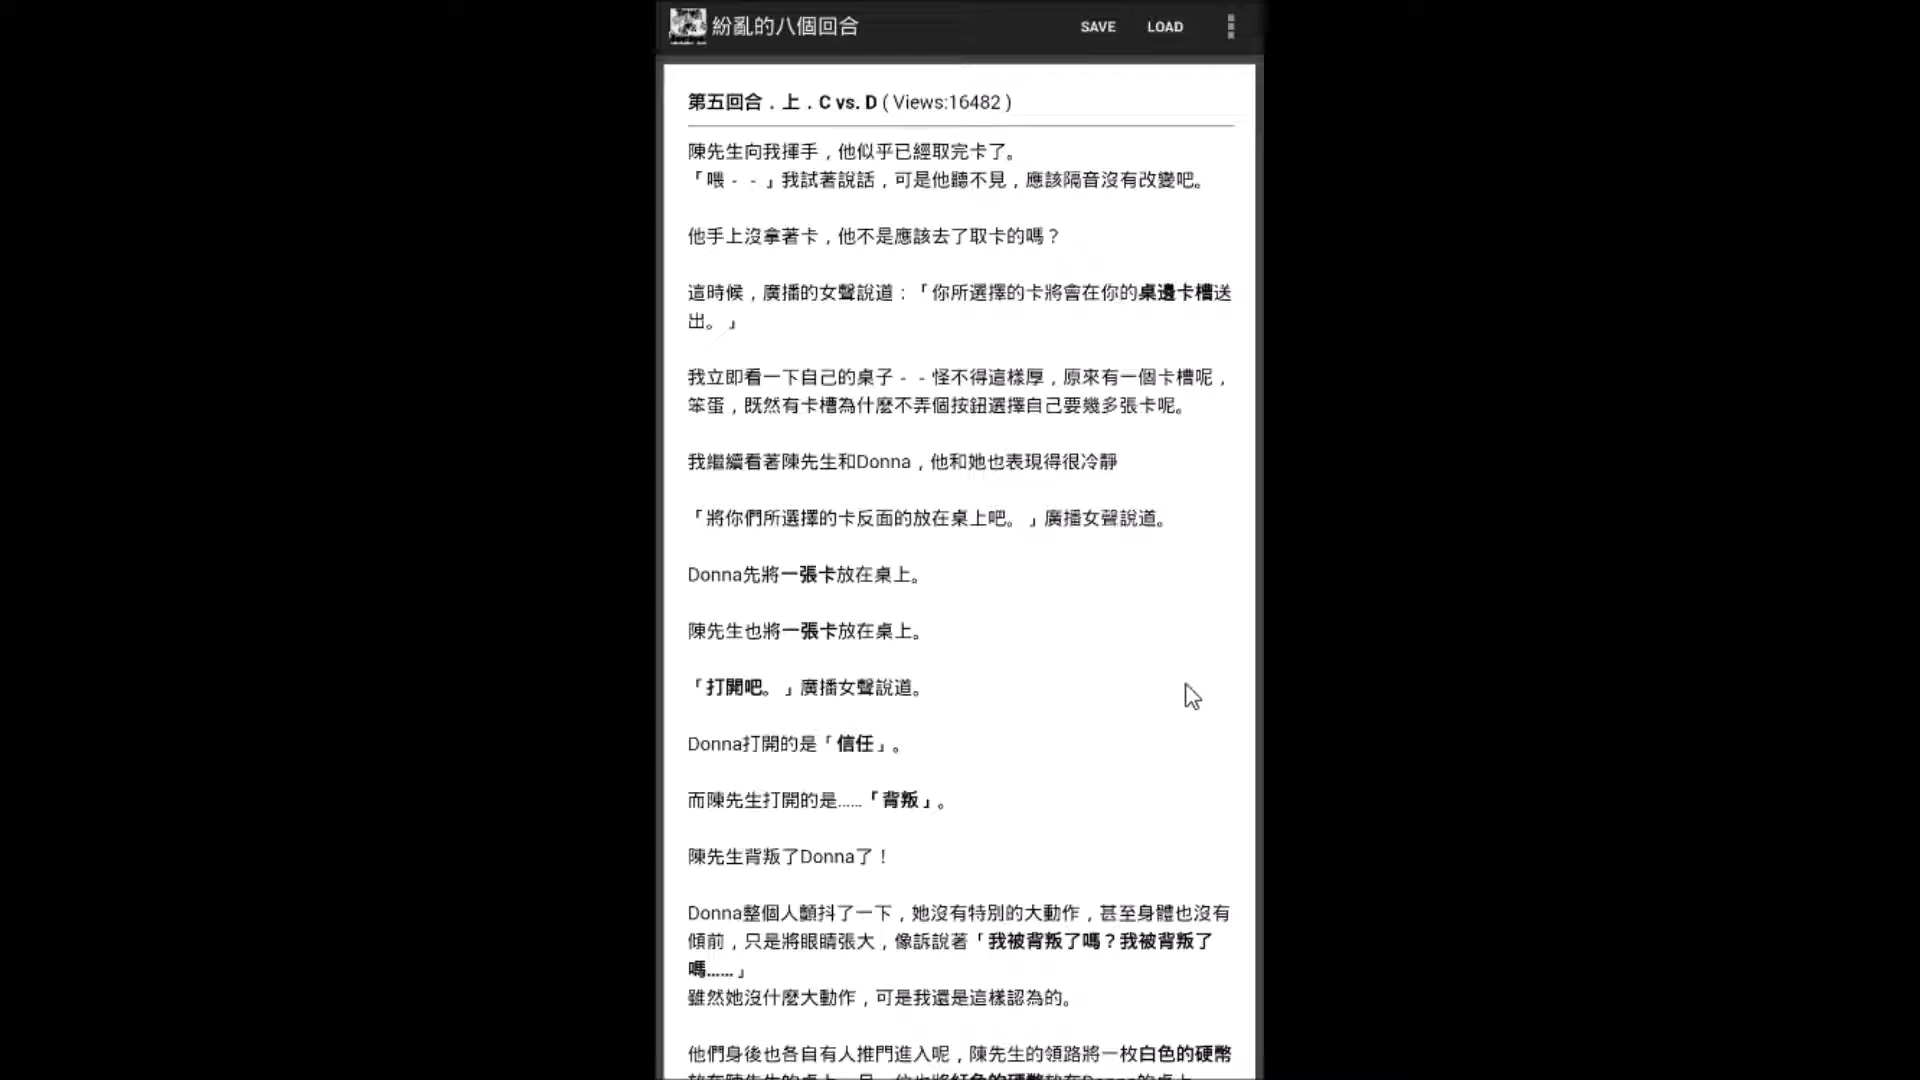 紛亂的八個回合
SAVE
LOAD
第五回合．上．C vs. D ( Views:16482 )
陳先生向我揮手，他似乎已經取完卡了。
「喂﹣﹣」我試著說話，可是他聽不見，應該隔音沒有改變吧。
他手上沒拿著卡，他不是應該去了取卡的嗎？
這時候，廣播的女聲說道：「你所選擇的卡將會在你的桌邊卡槽送
出。」
我立即看一下自己的桌子﹣﹣怪不得這樣厚，原來有一個卡槽呢，
笨蛋，既然有卡槽為什麼不弄個按鈕選擇自己要幾多張卡呢。
我繼續看著陳先生和Donna，他和她也表現得很冷靜
「將你們所選擇的卡反面的放在桌上吧。」廣播女聲說道。
Donna先將一張卡放在桌上。
陳先生也將一張卡放在桌上。
「打開吧。」廣播女聲說道。
Donna打開的是「信任」。
而陳先生打開的是......「背叛」。
陳先生背叛了Donna了！
Donna整個人顫抖了一下，她沒有特別的大動作，甚至身體也沒有
傾前，只是將眼睛張大，像訴說著「我被背叛了嗎？我被背叛了
嗎......」
雖然她沒什麼大動作，可是我還是這樣認為的。
他們身後也各自有人推門進入呢，陳先生的領路將一枚白色的硬幣